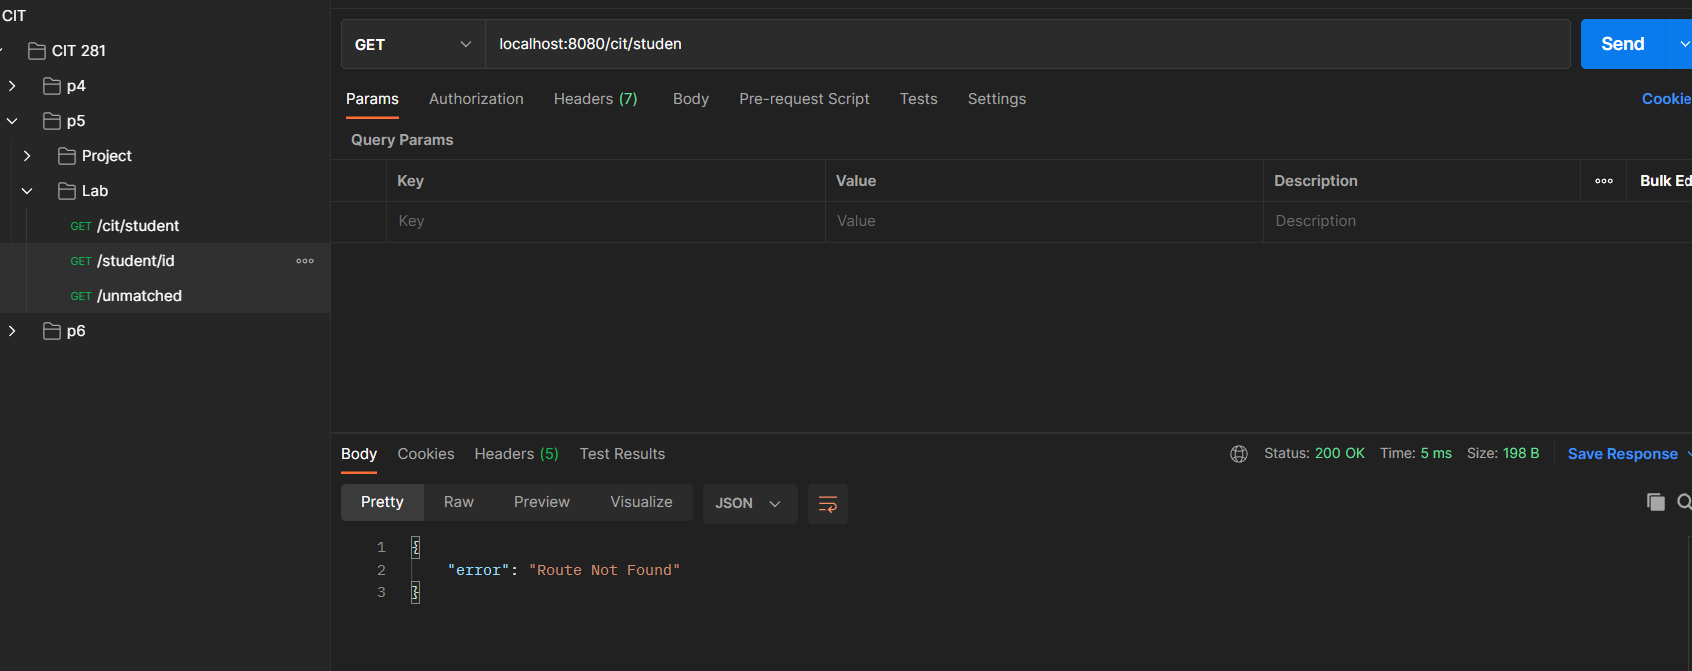 CIT
CIT 281
p4
p5
Project
Lab
GET /cit/student
GET /student/id
GET /unmatched
p6
GET localhost:8080/cit/studen Send
Params Authorization Headers (7) Body Pre-request Script Tests Settings Cookie
Query Params
Key Value Description Bulk Ed
Key Value Description
Body Cookies Headers (5) Test Results Status: 200 OK Time: 5 ms Size: 198 B Save Response
Pretty Raw Preview Visualize JSON
1 {
2 "error": "Route Not Found"
3 }